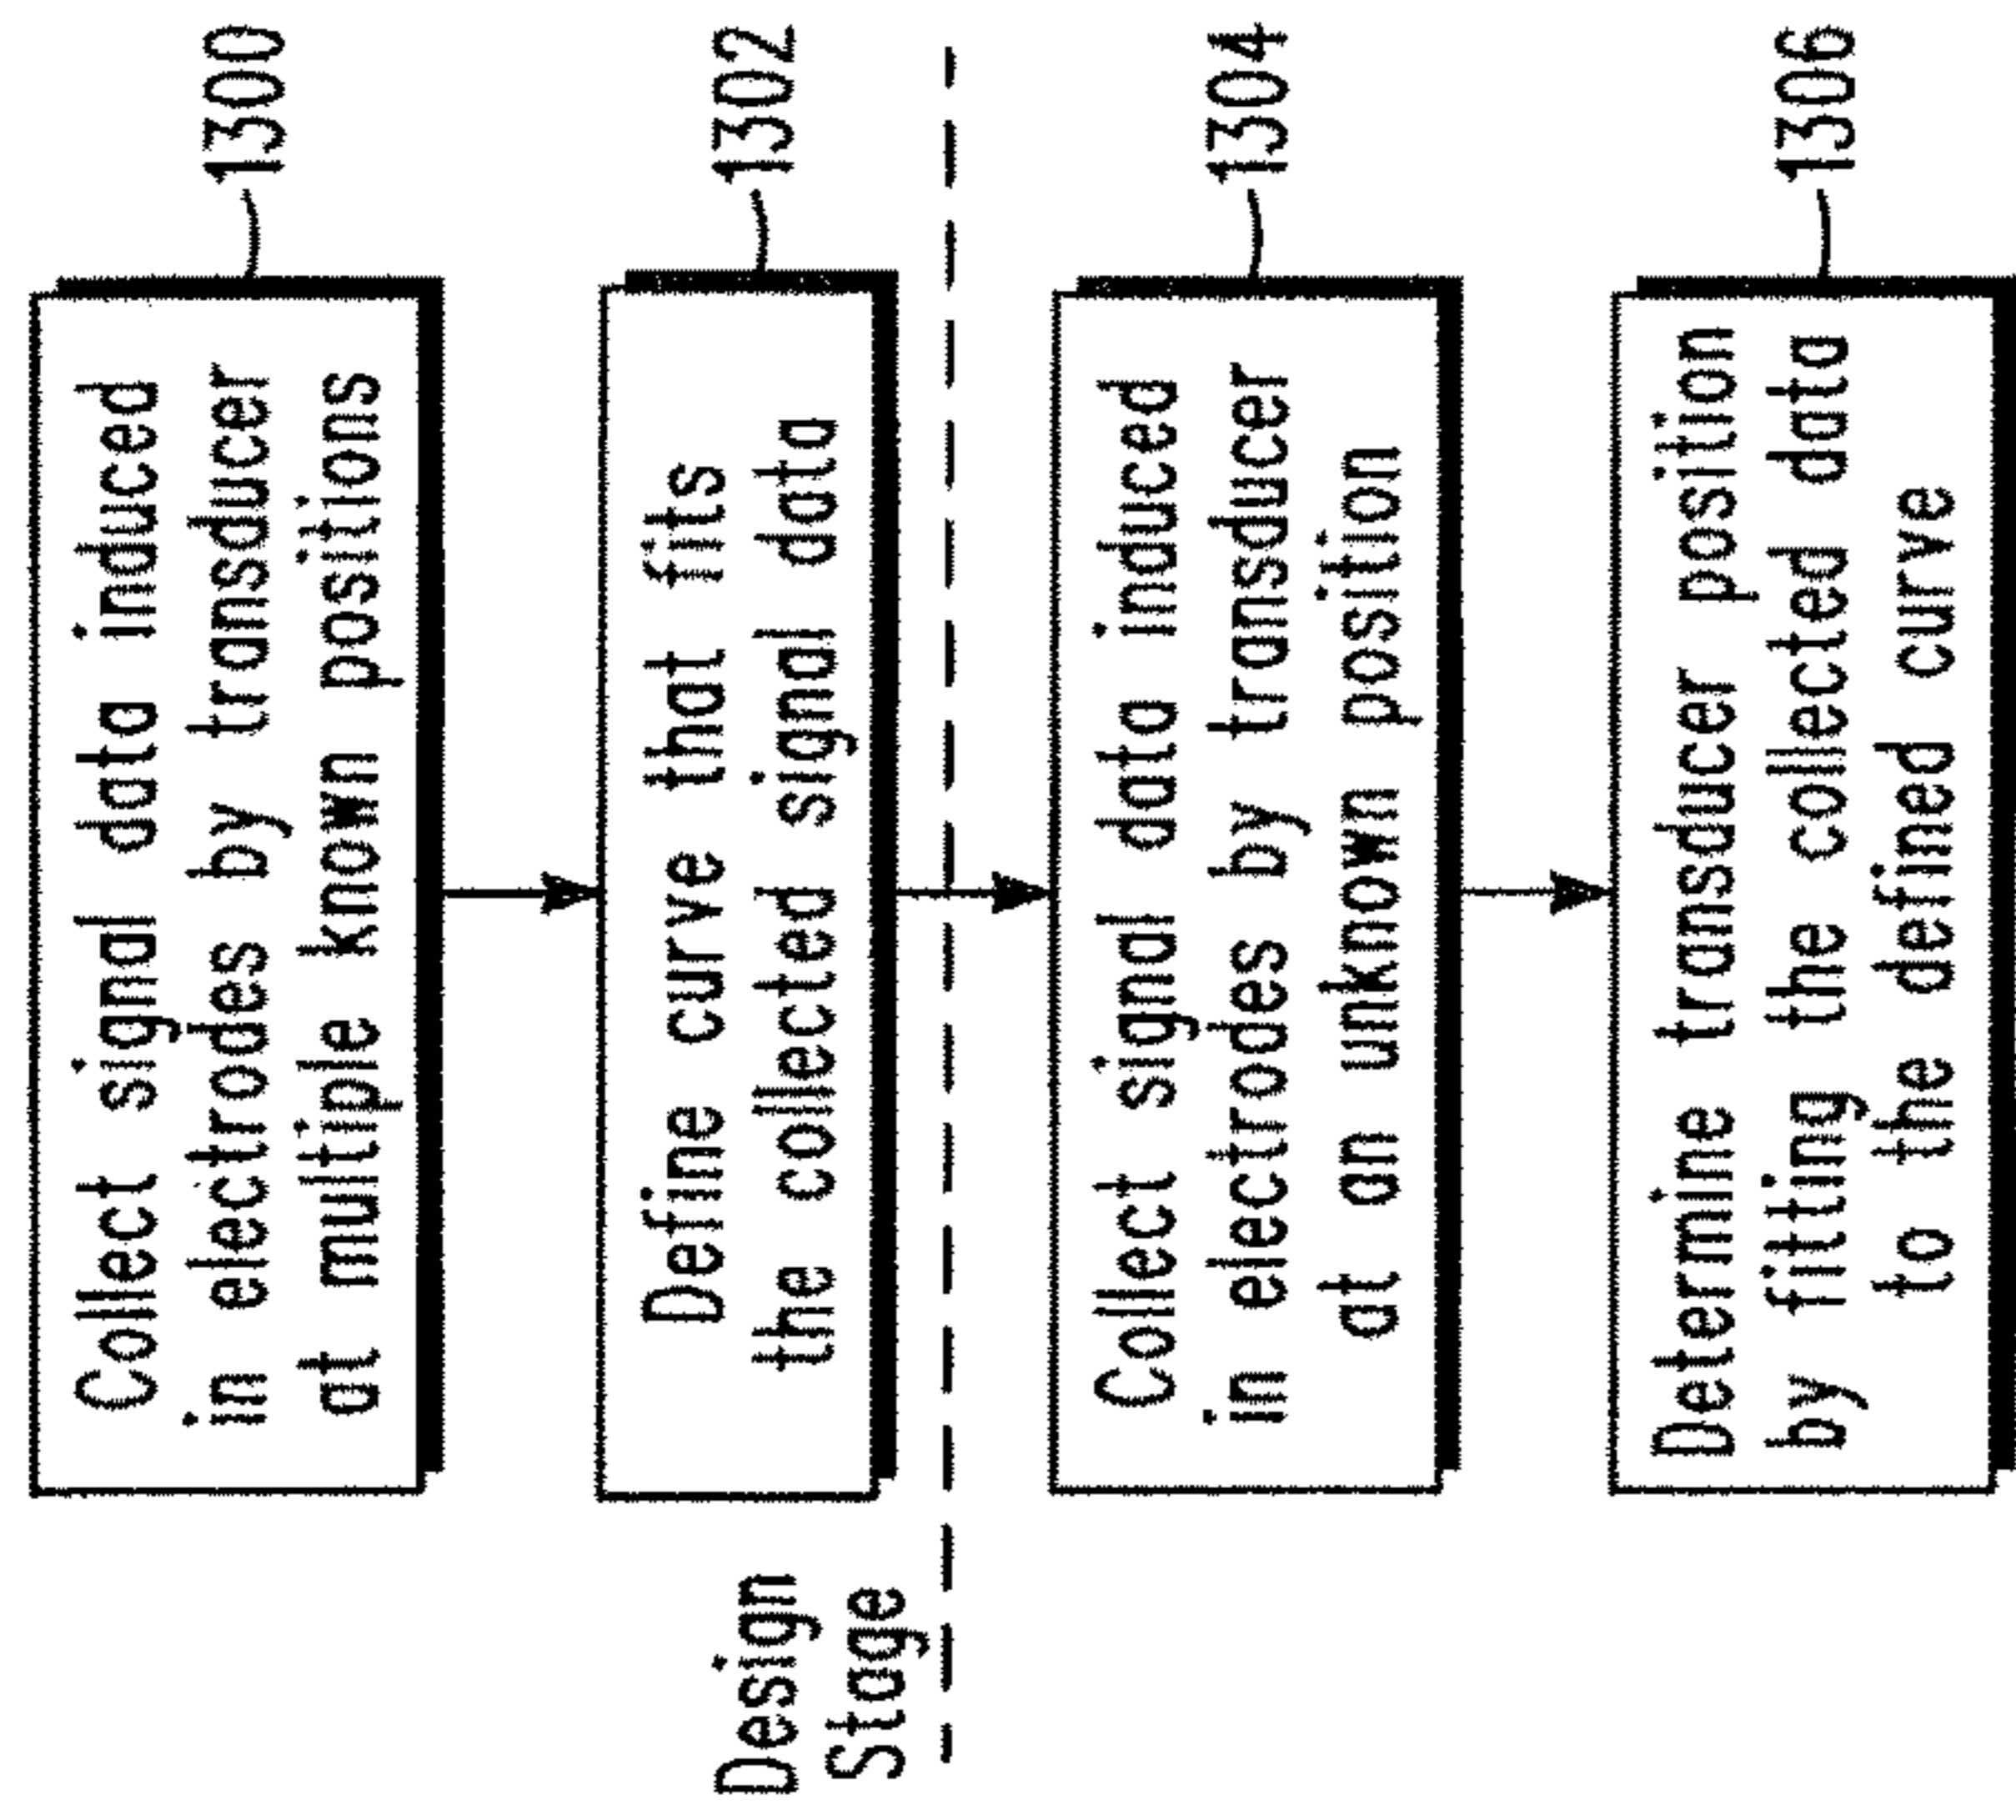 Collect signal data induced
in electrodes by transducer
at multiple known positions
1300
Define curve that fits
the collected signal data
1302
Design
Stage
Collect signal data induced
in electrodes by transducer
at an unknown position
1304
Determine transducer position
by fitting the collected data
to the defined curve
1306